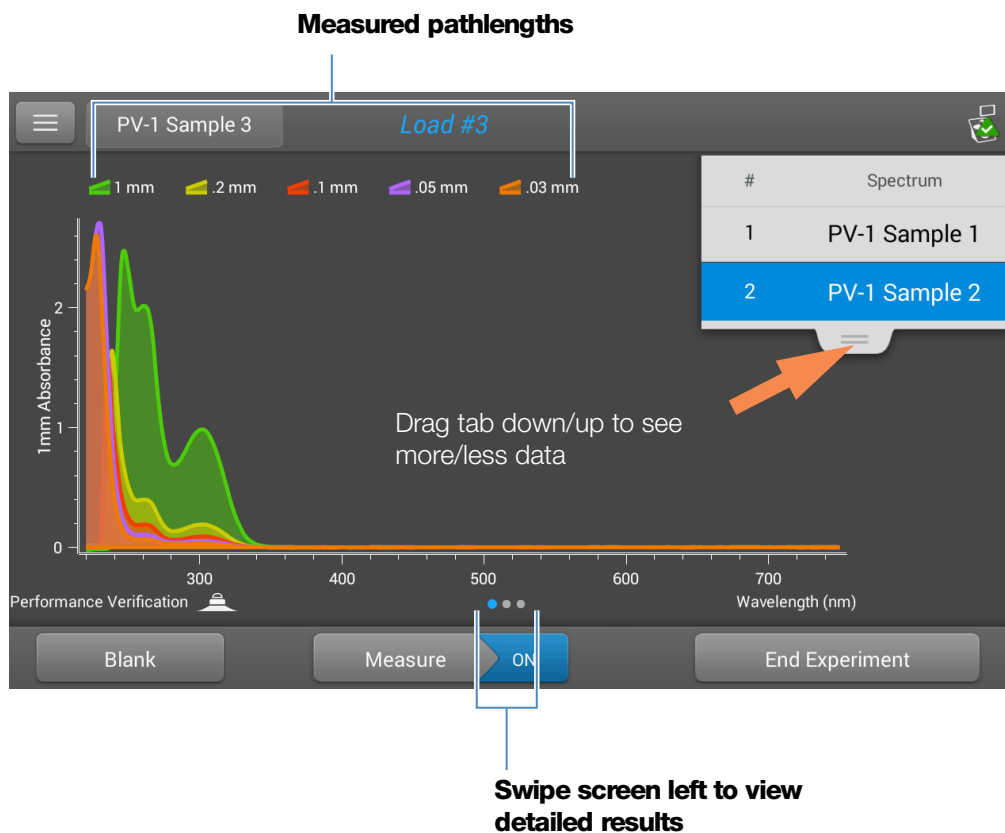 Measured pathlengths
PV-1 Sample 3
Load #3
1 mm
.2 mm
.1 mm
.05 mm
.03 mm
# Spectrum
1 PV-1 Sample 1
2 PV-1 Sample 2
1mm Absorbance
2
1
0
Drag tab down/up to see
more/less data
300 400 500 600 700
Performance Verification
Wavelength (nm)
Blank
Measure
ON
End Experiment
Swipe screen left to view
detailed results